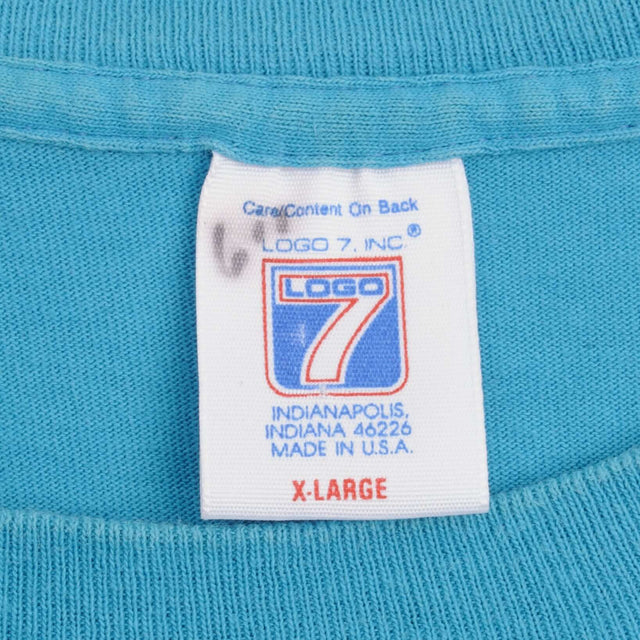 Care/Content On Back
LOGO 7, INC®
LOGO
7
INDIANAPOLIS,
INDIANA 46226
MADE IN U.S.A.
X-LARGE